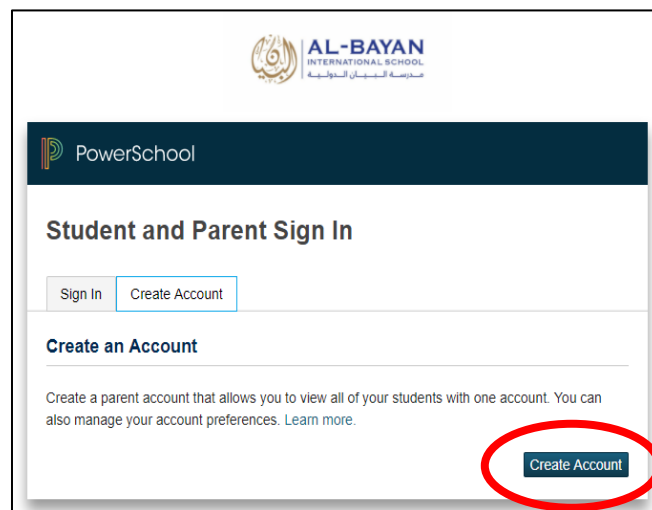 AL-BAYAN
INTERNATIONAL SCHOOL
مدرسة البيان الدولية
PowerSchool
Student and Parent Sign In
Sign In
Create Account
Create an Account
Create a parent account that allows you to view all of your students with one account. You can
also manage your account preferences. Learn more.
Create Account